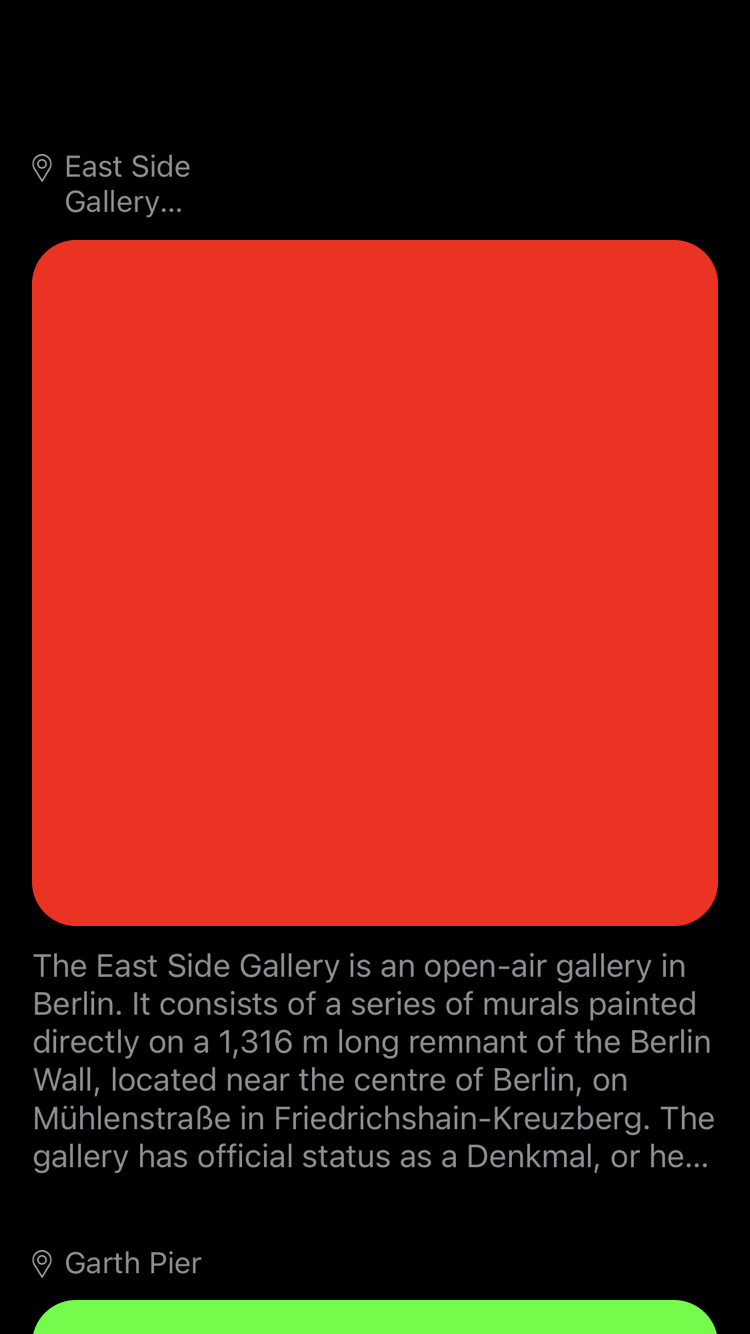 East Side
Gallery...
The East Side Gallery is an open-air gallery in
Berlin. It consists of a series of murals painted
directly on a 1,316 m long remnant of the Berlin
Wall, located near the centre of Berlin, on
Mühlenstraße in Friedrichshain-Kreuzberg. The
gallery has official status as a Denkmal, or he...
Garth Pier